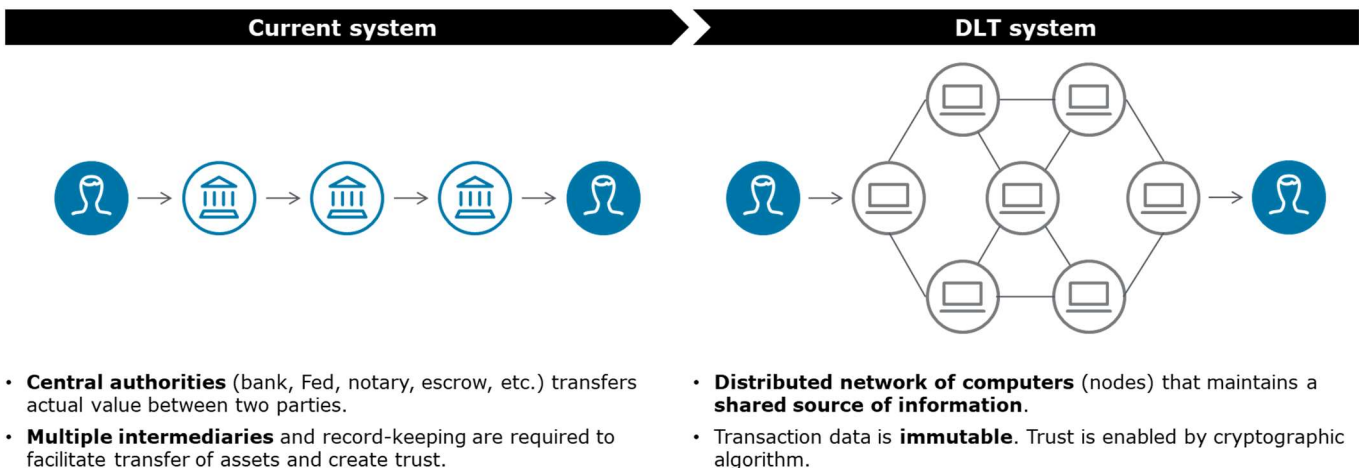 Current system
DLT system
• Central authorities (bank, Fed, notary, escrow, etc.) transfers
actual value between two parties.
• Multiple intermediaries and record-keeping are required to
facilitate transfer of assets and create trust.
• Distributed network of computers (nodes) that maintains a
shared source of information.
• Transaction data is immutable. Trust is enabled by cryptographic
algorithm.